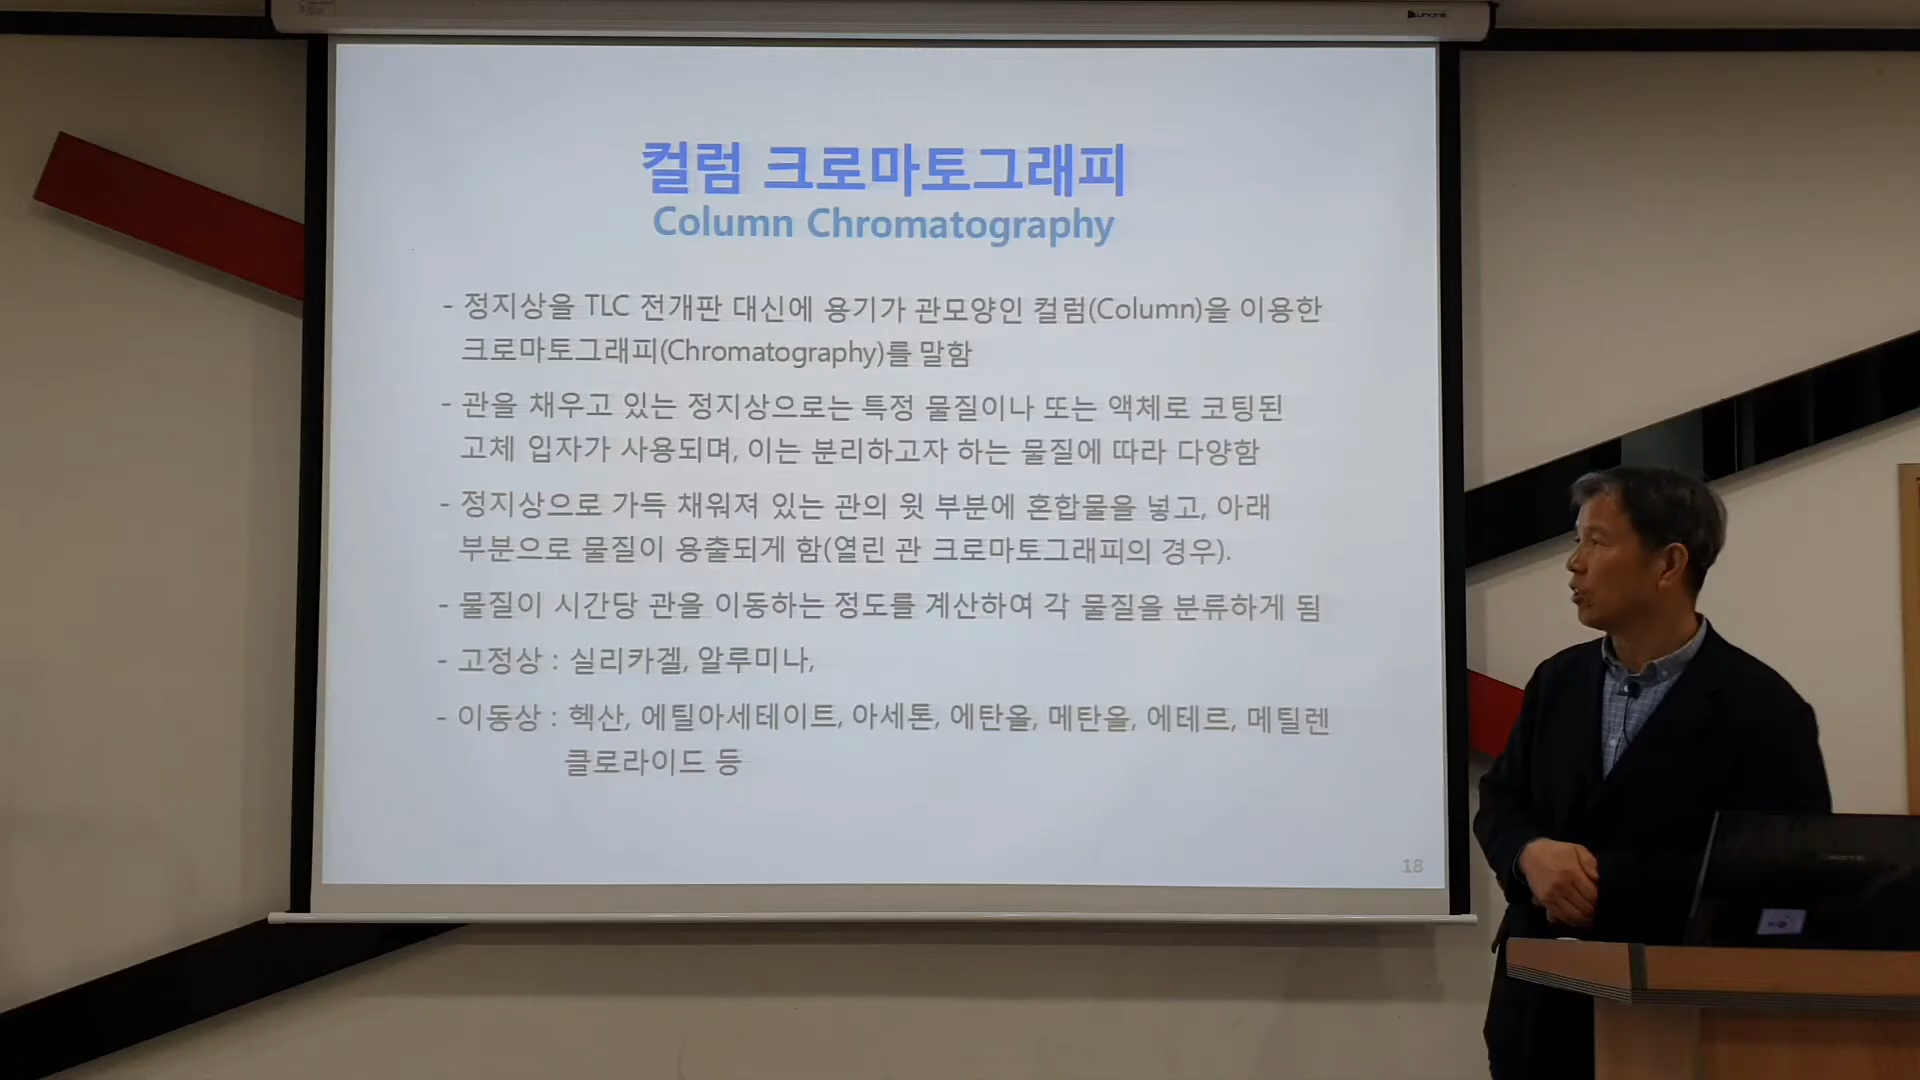 컬럼 크로마토그래피
Column Chromatography
- 정지상을 TLC 전개판 대신에 용기가 관모양인 컬럼(Column)을 이용한
크로마토그래피(Chromatography)를 말함
- 관을 채우고 있는 정지상으로는 특정 물질이나 또는 액체로 코팅된
고체 입자가 사용되며, 이는 분리하고자 하는 물질에 따라 다양함
- 정지상으로 가득 채워져 있는 관의 윗 부분에 혼합물을 넣고, 아래
부분으로 물질이 용출되게 함(열린 관 크로마토그래피의 경우).
- 물질이 시간당 관을 이동하는 정도를 계산하여 각 물질을 분류하게 됨
- 고정상 : 실리카겔, 알루미나,
- 이동상 : 헥산, 에틸아세테이트, 아세톤, 에탄올, 메탄올, 에테르, 메틸렌
클로라이드 등
18